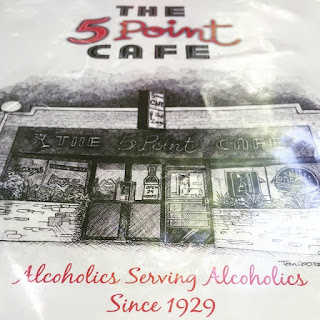 THE
5 Point
CAFE
THE 5 Point CAFE
Alcoholics Serving Alcoholics
Since 1929